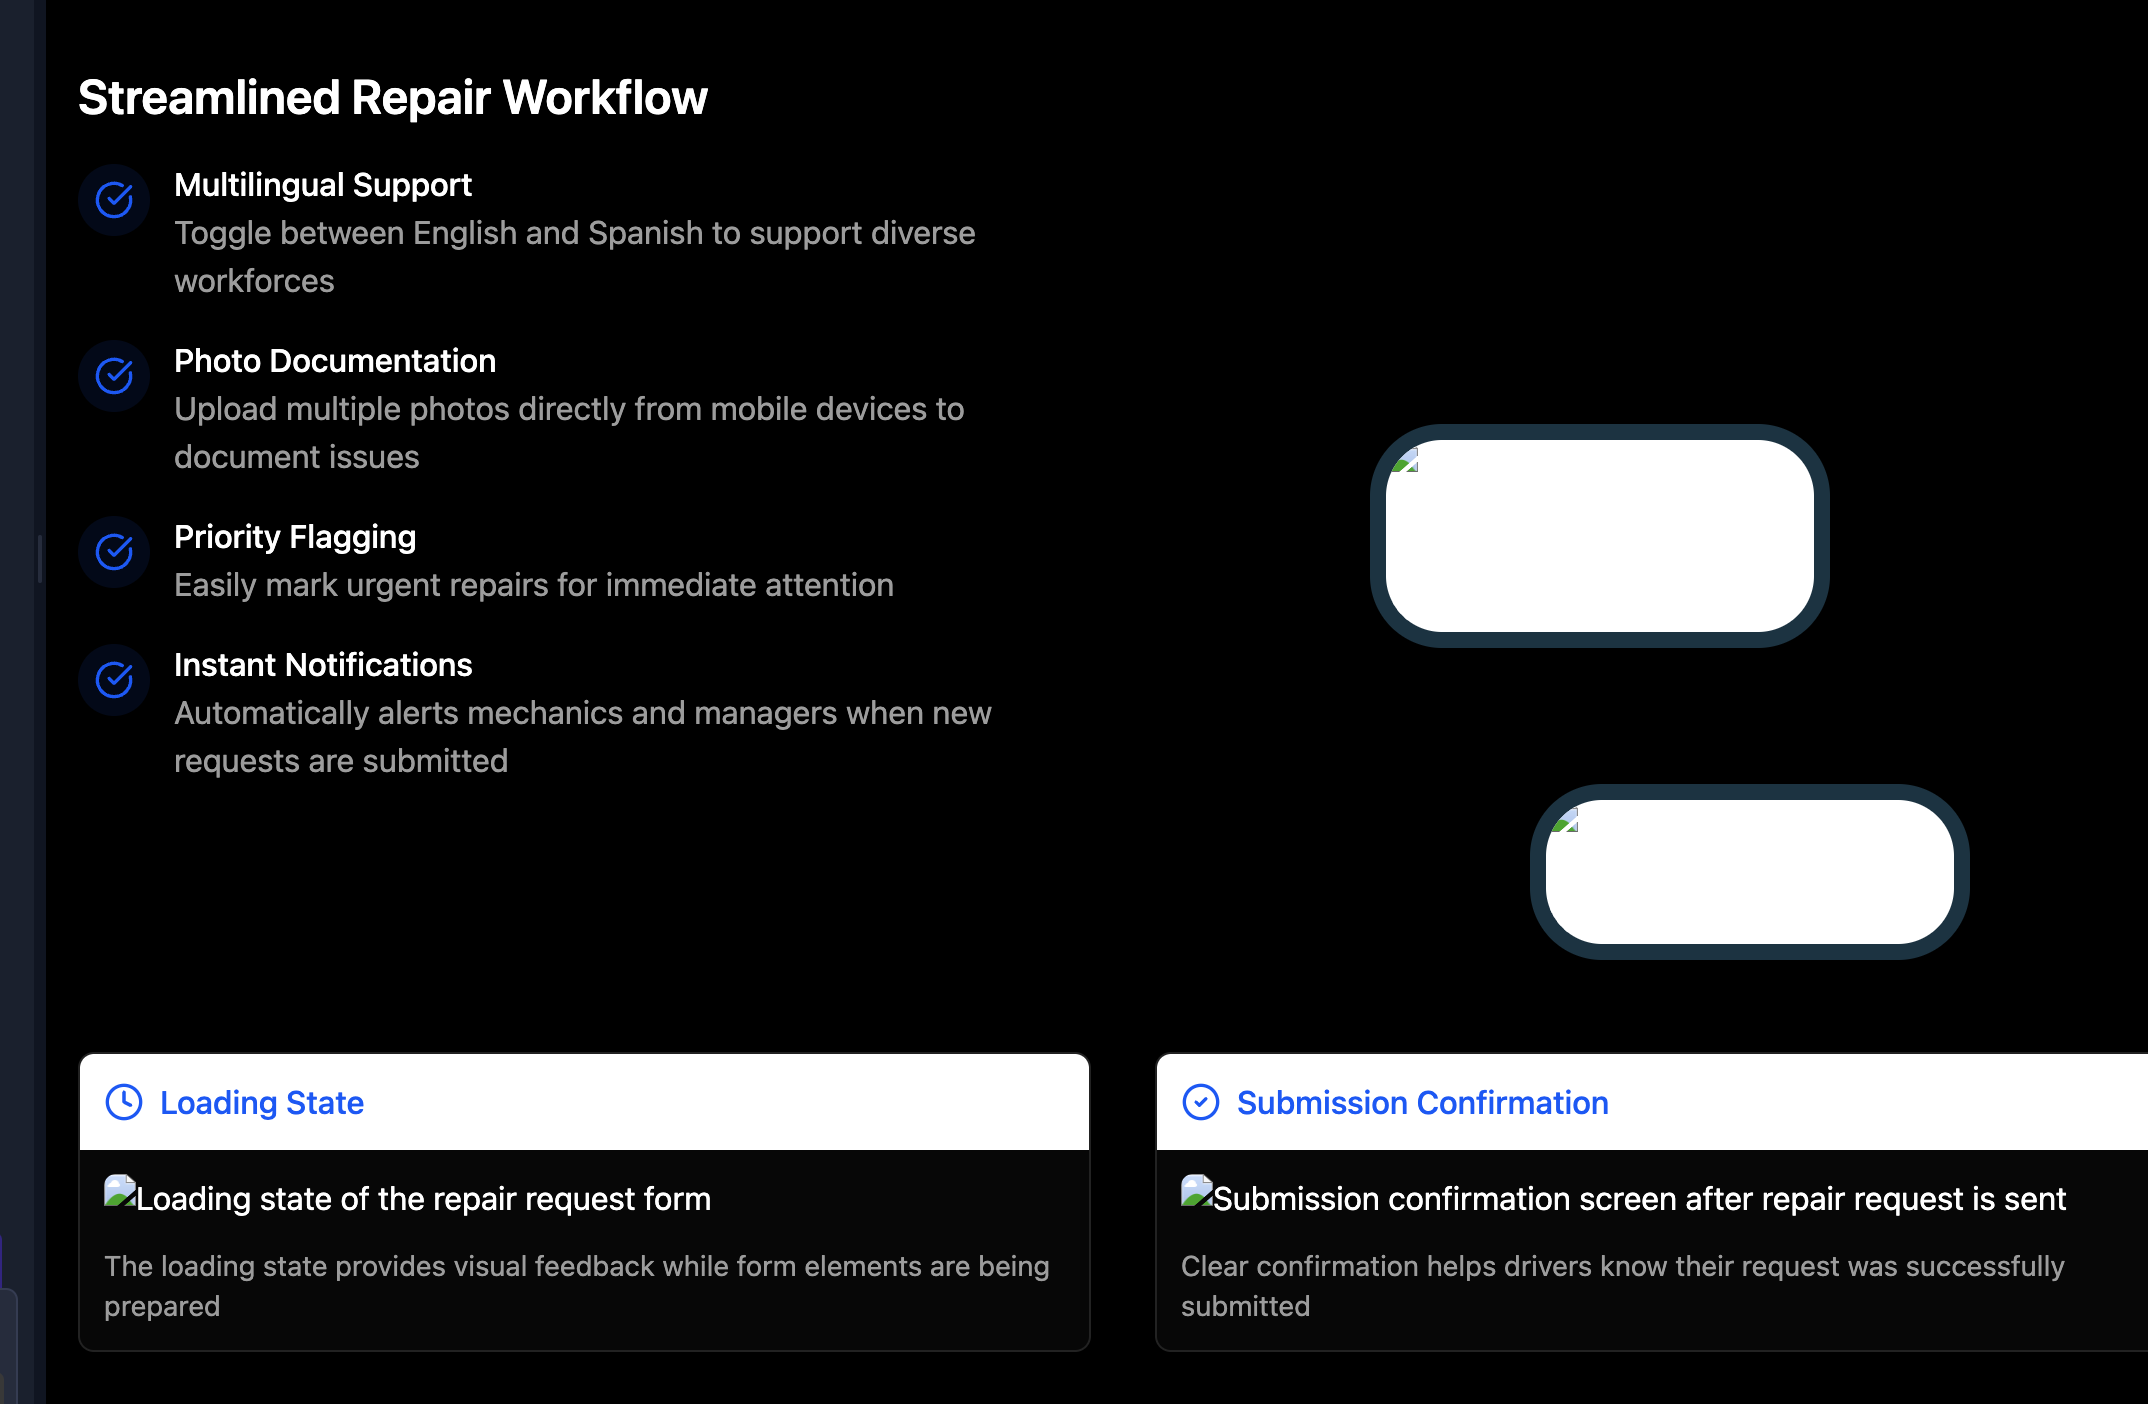 Streamlined Repair Workflow
Multilingual Support
Toggle between English and Spanish to support diverse
workforces
Photo Documentation
Upload multiple photos directly from mobile devices to
document issues
Priority Flagging
Easily mark urgent repairs for immediate attention
Instant Notifications
Automatically alerts mechanics and managers when new
requests are submitted
Loading State
Loading state of the repair request form
The loading state provides visual feedback while form elements are being
prepared
Submission Confirmation
Submission confirmation screen after repair request is sent
Clear confirmation helps drivers know their request was successfully
submitted